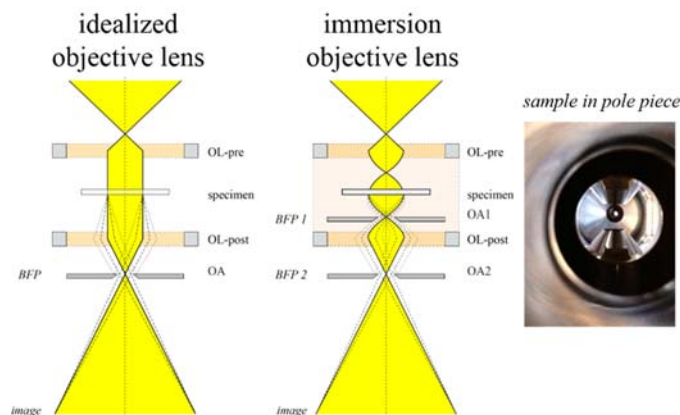 idealized
objective lens
OL-pre
specimen
OL-post
BFP
OA
image
immersion
objective lens
OL-pre
specimen
BFP 1
OA1
OL-post
BFP 2
OA2
image
sample in pole piece